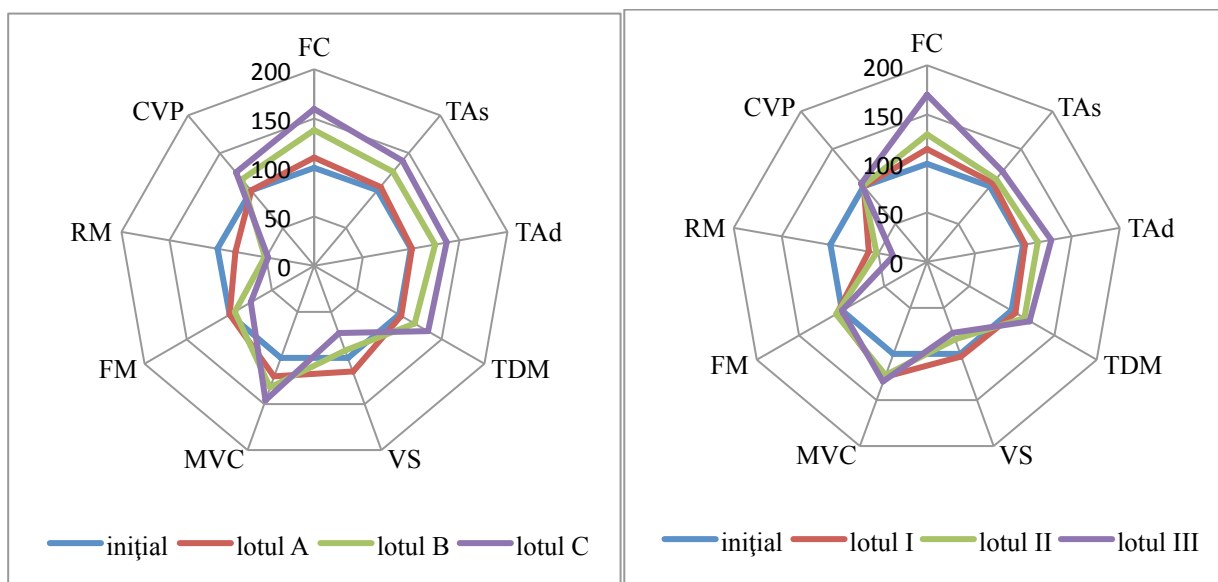 FC
200
CVP
TAs
150
100
RM
TAd
50
0
FM
TDM
MVC
VS
inițial lotul A lotul B lotul C
FC
200
CVP
TAs
150
100
RM
TAd
50
0
FM
TDM
MVC
VS
inițial lotul I lotul II lotul III